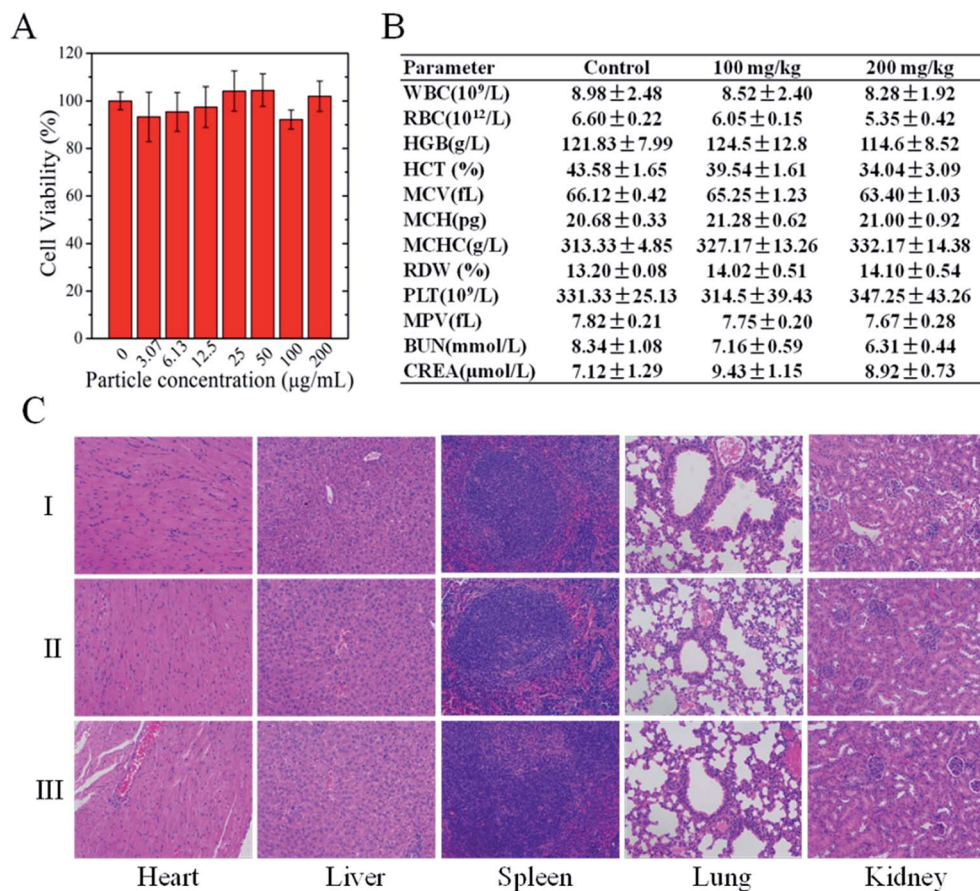 A
120
100
80
60
40
20
0
Cell Viability (%)
0 3.07 6.13 12.5 25 50 100 200
Particle concentration (μg/mL)
B
Parameter Control 100 mg/kg 200 mg/kg
WBC(10⁹/L) 8.98±2.48 8.52±2.40 8.28±1.92
RBC(10¹²/L) 6.60±0.22 6.05±0.15 5.35±0.42
HGB(g/L) 121.83±7.99 124.5±12.8 114.6±8.52
HCT (%) 43.58±1.65 39.54±1.61 34.04±3.09
MCV(fL) 66.12±0.42 65.25±1.23 63.40±1.03
MCH(pg) 20.68±0.33 21.28±0.62 21.00±0.92
MCHC(g/L) 313.33±4.85 327.17±13.26 332.17±14.38
RDW (%) 13.20±0.08 14.02±0.51 14.10±0.54
PLT(10⁹/L) 331.33±25.13 314.5±39.43 347.25±43.26
MPV(fL) 7.82±0.21 7.75±0.20 7.67±0.28
BUN(mmol/L) 8.34±1.08 7.16±0.59 6.31±0.44
CREA(μmol/L) 7.12±1.29 9.43±1.15 8.92±0.73
C
I
II
III
Heart Liver Spleen Lung Kidney